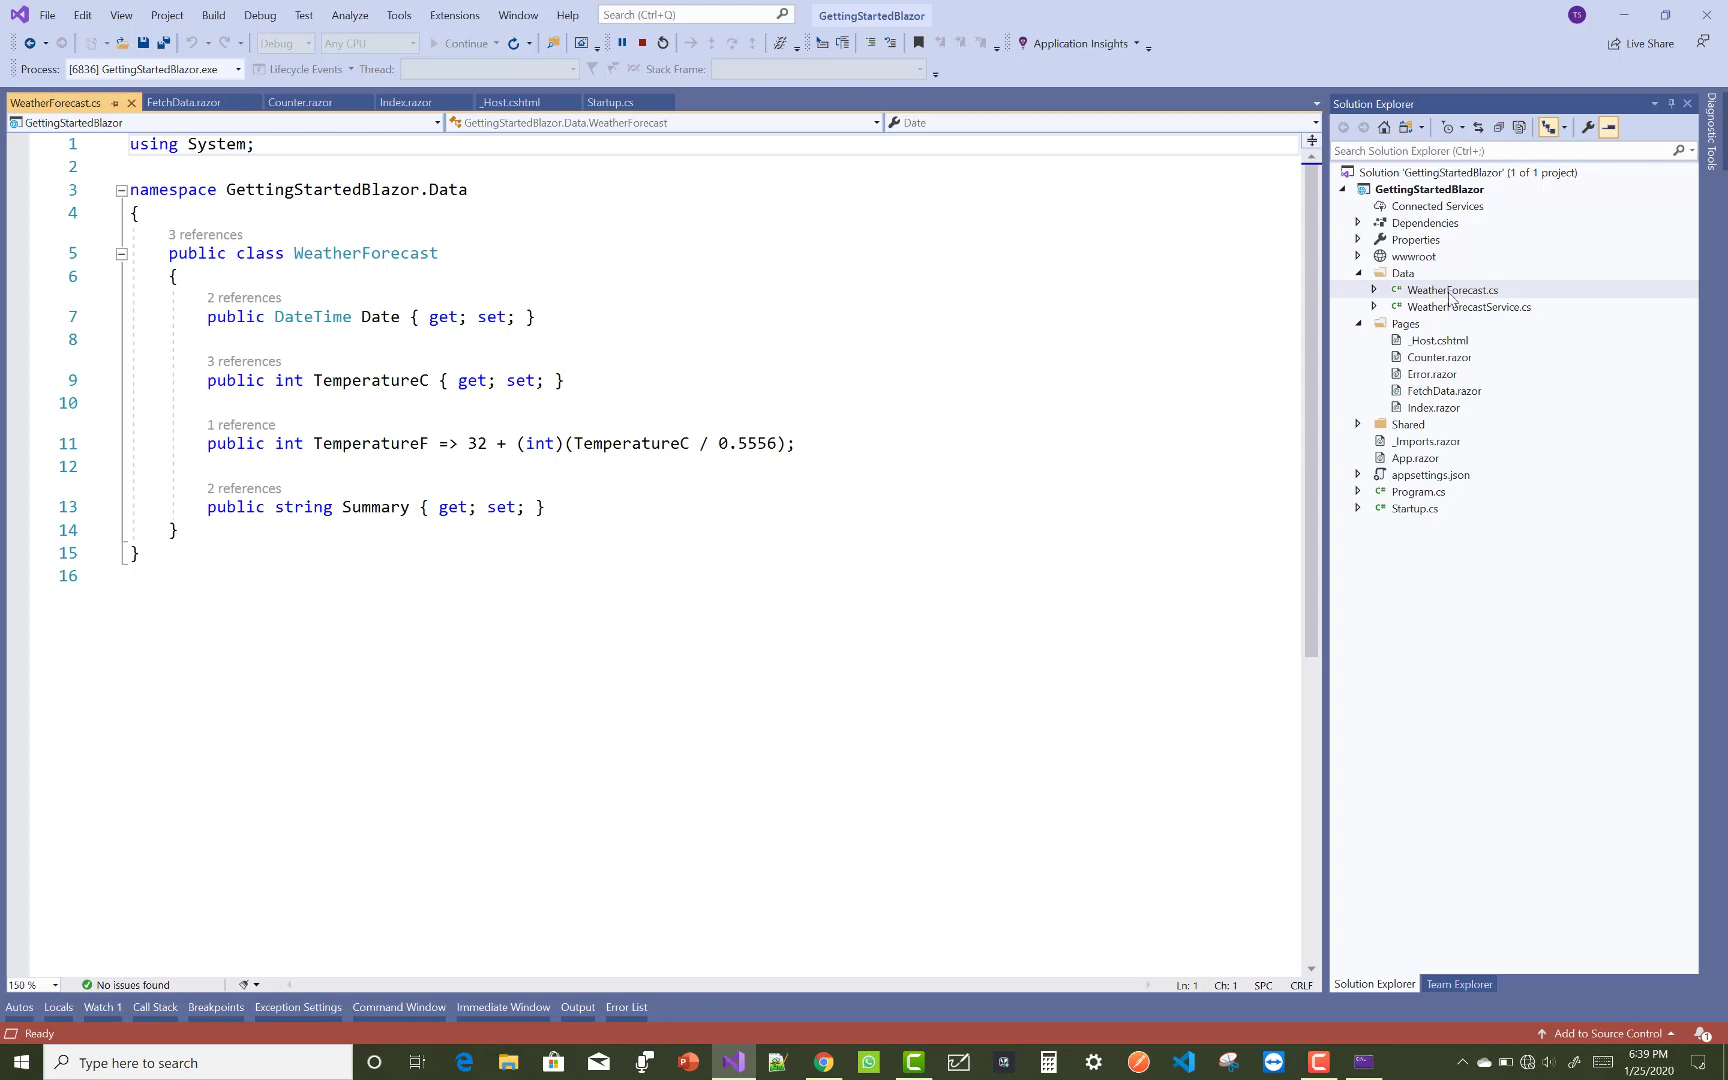 File Edit View Project Build Debug Test Analyze Tools Extensions Window Help Search (Ctrl+Q) GettingStartedBlazor TS
Debug Any CPU Continue Application Insights Live Share
Process: [6836] GettingStartedBlazor.exe Lifecycle Events Thread: Stack Frame:
WeatherForecast.cs FetchData.razor Counter.razor Index.razor _Host.cshtml Startup.cs
GettingStartedBlazor GettingStartedBlazor.Data.WeatherForecast Date
1 using System;
2
3 namespace GettingStartedBlazor.Data
4 {
3 references
5 public class WeatherForecast
6 {
2 references
7 public DateTime Date { get; set; }
8
3 references
9 public int TemperatureC { get; set; }
10
1 reference
11 public int TemperatureF => 32 + (int)(TemperatureC / 0.5556);
12
2 references
13 public string Summary { get; set; }
14 }
15 }
16
150 % No issues found Ln: 1 Ch: 1 SPC CRLF
Solution Explorer
Search Solution Explorer (Ctrl+;)
Solution 'GettingStartedBlazor' (1 of 1 project)
GettingStartedBlazor
Connected Services
Dependencies
Properties
wwwroot
Data
WeatherForecast.cs
WeatherForecastService.cs
Pages
_Host.cshtml
Counter.razor
Error.razor
FetchData.razor
Index.razor
Shared
_Imports.razor
App.razor
appsettings.json
Program.cs
Startup.cs
Solution Explorer Team Explorer
Diagnostic Tools
Autos Locals Watch 1 Call Stack Breakpoints Exception Settings Command Window Immediate Window Output Error List
Ready Add to Source Control 1
Type here to search
6:39 PM
1/25/2020